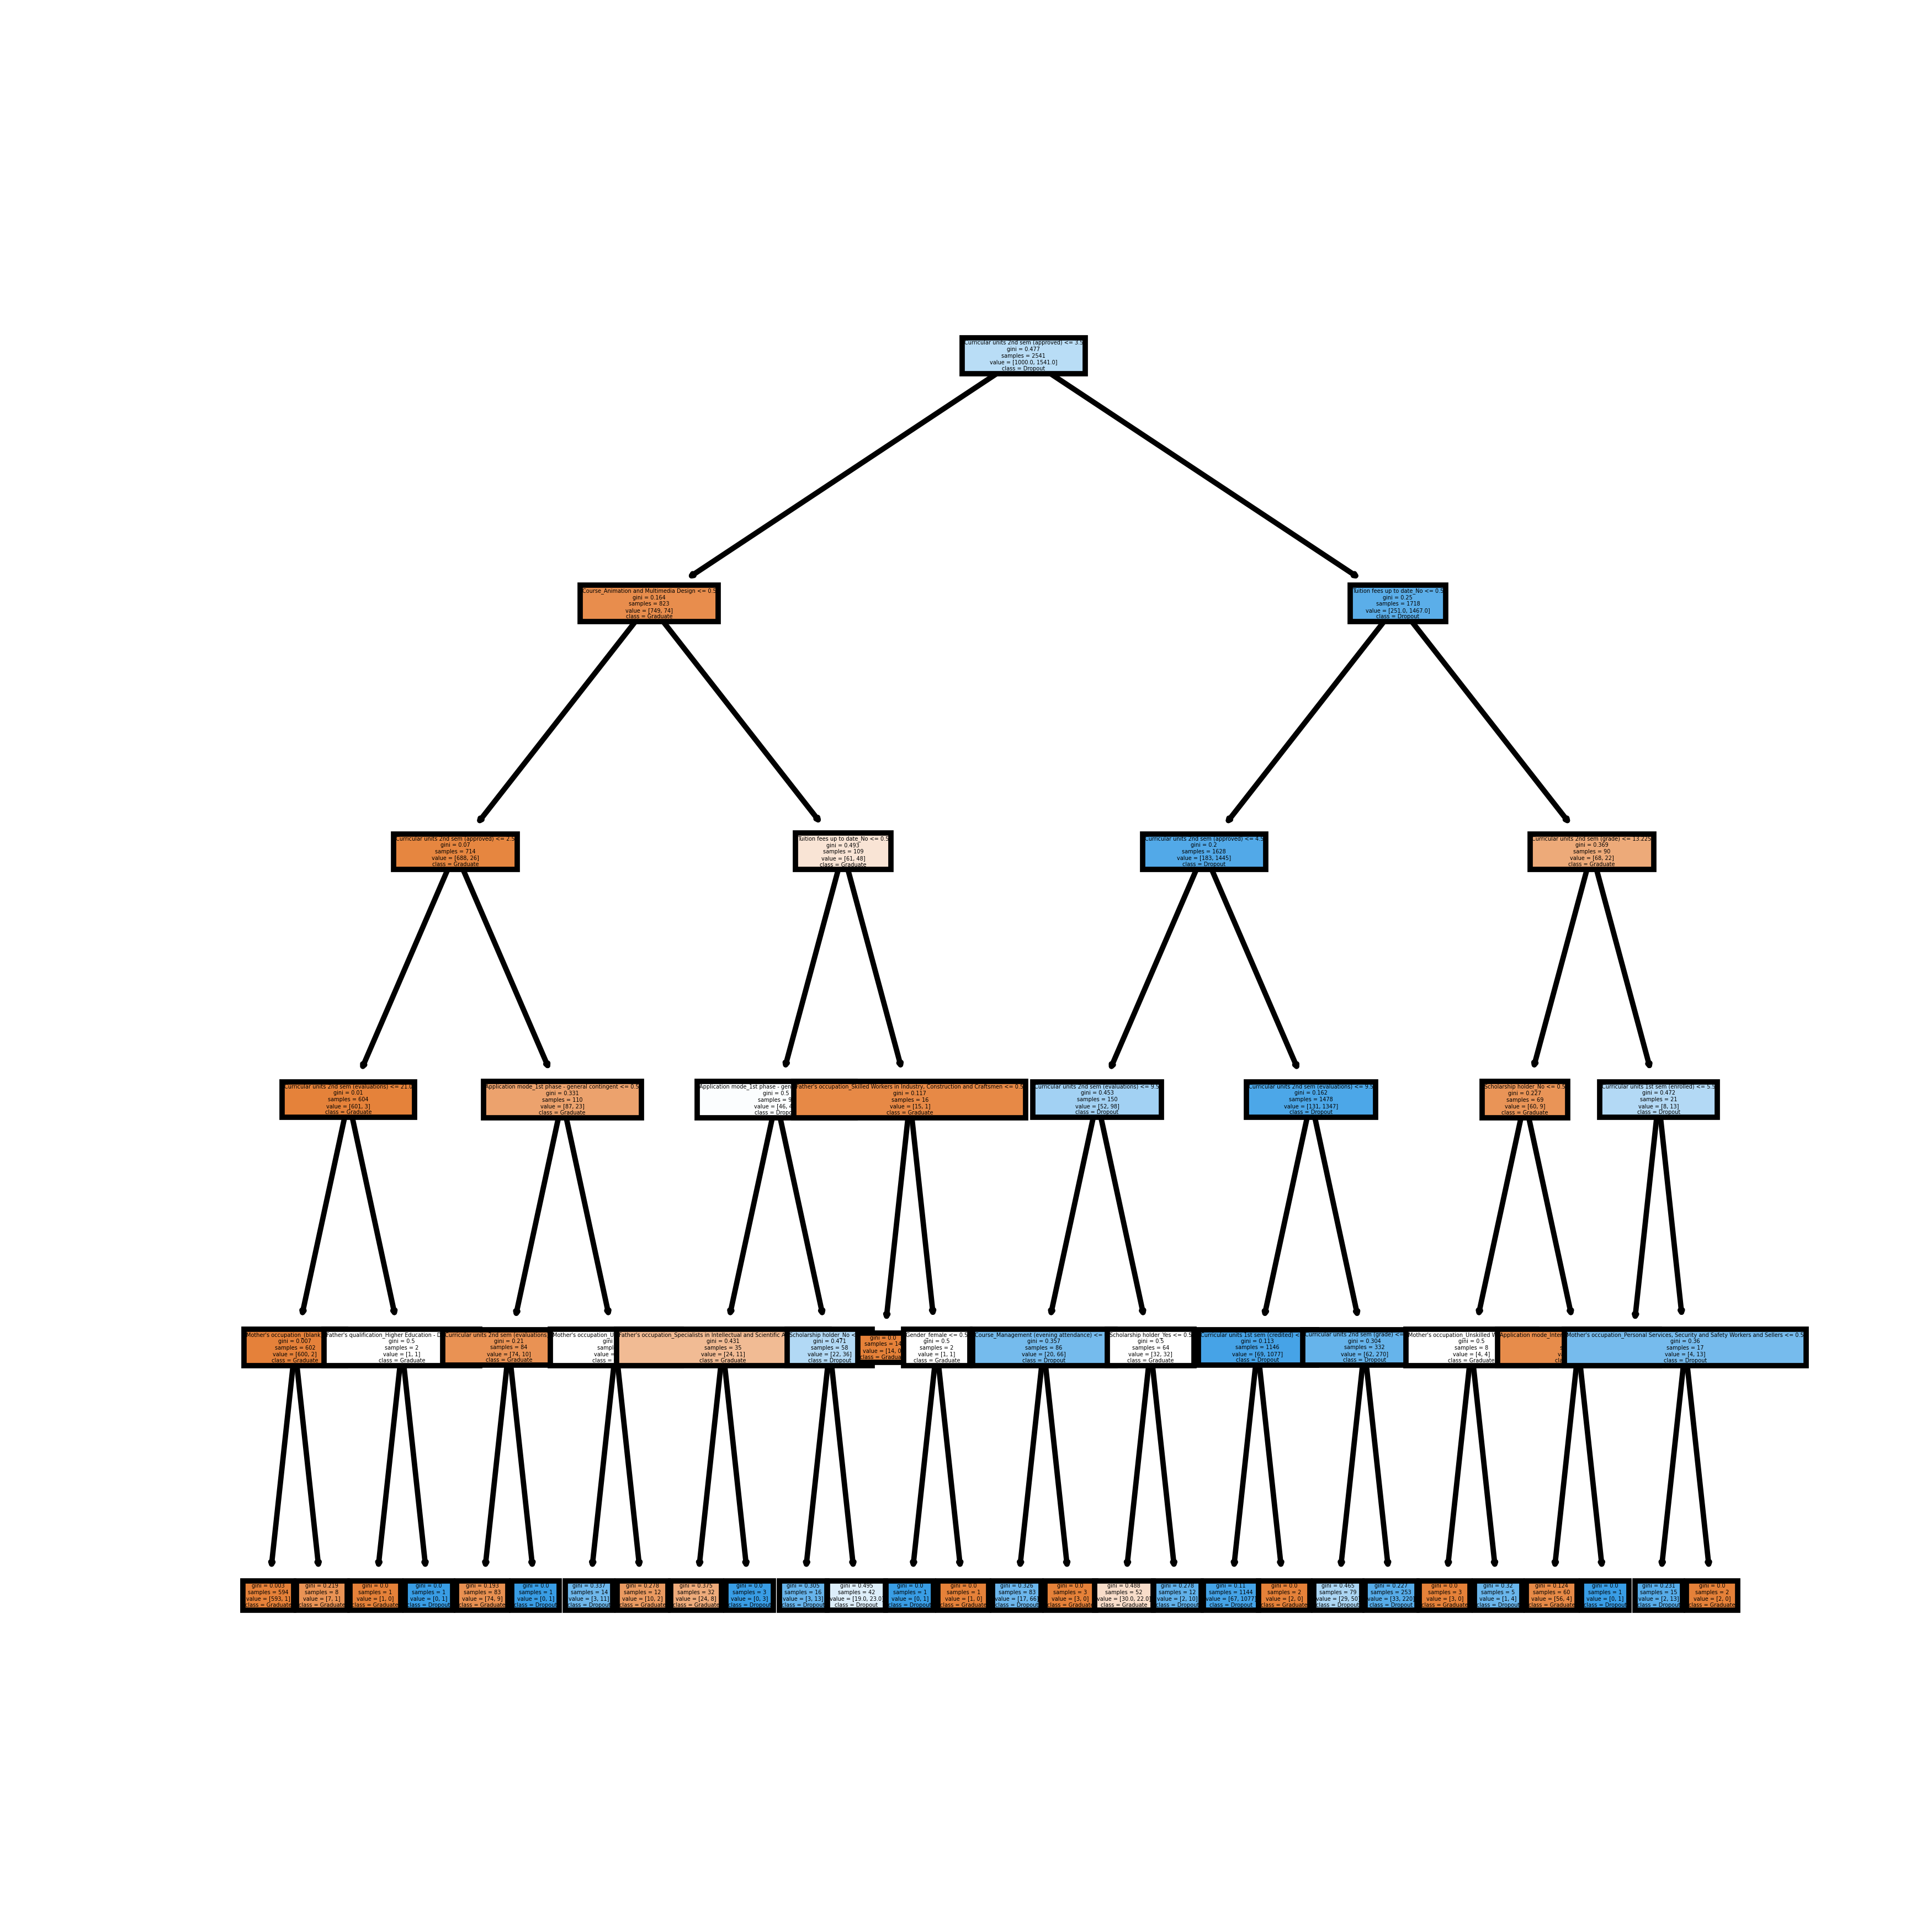 Curricular units 2nd sem (approved) <= 3.5
gini = 0.477
samples = 2541
value = [1000.0, 1541.0]
class = Dropout
Course_Animation and Multimedia Design <= 0.5
gini = 0.164
samples = 823
value = [749, 74]
class = Graduate
Tuition fees up to date_No <= 0.5
gini = 0.25
samples = 1718
value = [251.0, 1467.0]
class = Dropout
Curricular units 2nd sem (approved) <= 2.5
gini = 0.07
samples = 714
value = [688, 26]
class = Graduate
Tuition fees up to date_No <= 0.5
gini = 0.493
samples = 109
value = [61, 48]
class = Graduate
Curricular units 2nd sem (approved) <= 4.5
gini = 0.2
samples = 1628
value = [183, 1445]
class = Dropout
Curricular units 2nd sem (grade) <= 13.225
gini = 0.369
samples = 90
value = [68, 22]
class = Graduate
Curricular units 2nd sem (evaluations) <= 21.0
gini = 0.01
samples = 604
value = [601, 3]
class = Graduate
Application mode_1st phase - general contingent <= 0.5
gini = 0.331
samples = 110
value = [87, 23]
class = Graduate
Application mode_1st phase - gen
gini = 0.5
samples = 9
value = [46, 4
class = Drop
Father's occupation_Skilled Workers in Industry, Construction and Craftsmen <= 0.5
gini = 0.117
samples = 16
value = [15, 1]
class = Graduate
Curricular units 2nd sem (evaluations) <= 9.5
gini = 0.453
samples = 150
value = [52, 98]
class = Dropout
Curricular units 2nd sem (evaluations) <= 9.5
gini = 0.162
samples = 1478
value = [131, 1347]
class = Dropout
Scholarship holder_No <= 0.5
gini = 0.227
samples = 69
value = [60, 9]
class = Graduate
Curricular units 1st sem (enrolled) <= 5.5
gini = 0.472
samples = 21
value = [8, 13]
class = Dropout
Mother's occupation_(blank
gini = 0.007
samples = 602
value = [600, 2]
class = Graduate
Father's qualification_Higher Education - D
gini = 0.5
samples = 2
value = [1, 1]
class = Graduate
Curricular units 2nd sem (evaluations
gini = 0.21
samples = 84
value = [74, 10]
class = Graduate
Mother's occupation_U
gini
sampl
value =
class =
Father's occupation_Specialists in Intellectual and Scientific A
gini = 0.431
samples = 35
value = [24, 11]
class = Graduate
Scholarship holder_No <
gini = 0.471
samples = 58
value = [22, 36]
class = Dropout
gini = 0.0
samples = 14
value = [14, 0
class = Gradua
Gender_female <= 0.5
gini = 0.5
samples = 2
value = [1, 1]
class = Graduate
Course_Management (evening attendance) <=
gini = 0.357
samples = 86
value = [20, 66]
class = Dropout
Scholarship holder_Yes <= 0.5
gini = 0.5
samples = 64
value = [32, 32]
class = Graduate
Curricular units 1st sem (credited) <
gini = 0.113
samples = 1146
value = [69, 1077]
class = Dropout
Curricular units 2nd sem (grade) <=
gini = 0.304
samples = 332
value = [62, 270]
class = Dropout
Mother's occupation_Unskilled W
gini = 0.5
samples = 8
value = [4, 4]
class = Graduate
Application mode_Inter
Mother's occupation_Personal Services, Security and Safety Workers and Sellers <= 0.5
gini = 0.36
samples = 17
value = [4, 13]
class = Dropout
gini = 0.003
samples = 594
value = [593, 1]
class = Graduate
gini = 0.219
samples = 8
value = [7, 1]
class = Graduate
gini = 0.0
samples = 1
value = [1, 0]
class = Graduate
gini = 0.0
samples = 1
value = [0, 1]
class = Dropout
gini = 0.193
samples = 83
value = [74, 9]
class = Graduate
gini = 0.0
samples = 1
value = [0, 1]
class = Dropout
gini = 0.337
samples = 14
value = [3, 11]
class = Dropout
gini = 0.278
samples = 12
value = [10, 2]
class = Graduate
gini = 0.375
samples = 32
value = [24, 8]
class = Graduate
gini = 0.0
samples = 3
value = [0, 3]
class = Dropout
gini = 0.305
samples = 16
value = [3, 13]
class = Dropout
gini = 0.495
samples = 42
value = [19.0, 23.0]
class = Dropout
gini = 0.0
samples = 1
value = [0, 1]
class = Dropout
gini = 0.0
samples = 1
value = [1, 0]
class = Graduate
gini = 0.326
samples = 83
value = [17, 66]
class = Dropout
gini = 0.0
samples = 3
value = [3, 0]
class = Graduate
gini = 0.488
samples = 52
value = [30.0, 22.0]
class = Graduate
gini = 0.278
samples = 12
value = [2, 10]
class = Dropout
gini = 0.11
samples = 1144
value = [67, 1077]
class = Dropout
gini = 0.0
samples = 2
value = [2, 0]
class = Graduate
gini = 0.465
samples = 79
value = [29, 50]
class = Dropout
gini = 0.227
samples = 253
value = [33, 220]
class = Dropout
gini = 0.0
samples = 3
value = [3, 0]
class = Graduate
gini = 0.32
samples = 5
value = [1, 4]
class = Dropout
gini = 0.124
samples = 60
value = [56, 4]
class = Graduate
gini = 0.0
samples = 1
value = [0, 1]
class = Dropout
gini = 0.231
samples = 15
value = [2, 13]
class = Dropout
gini = 0.0
samples = 2
value = [2, 0]
class = Graduate